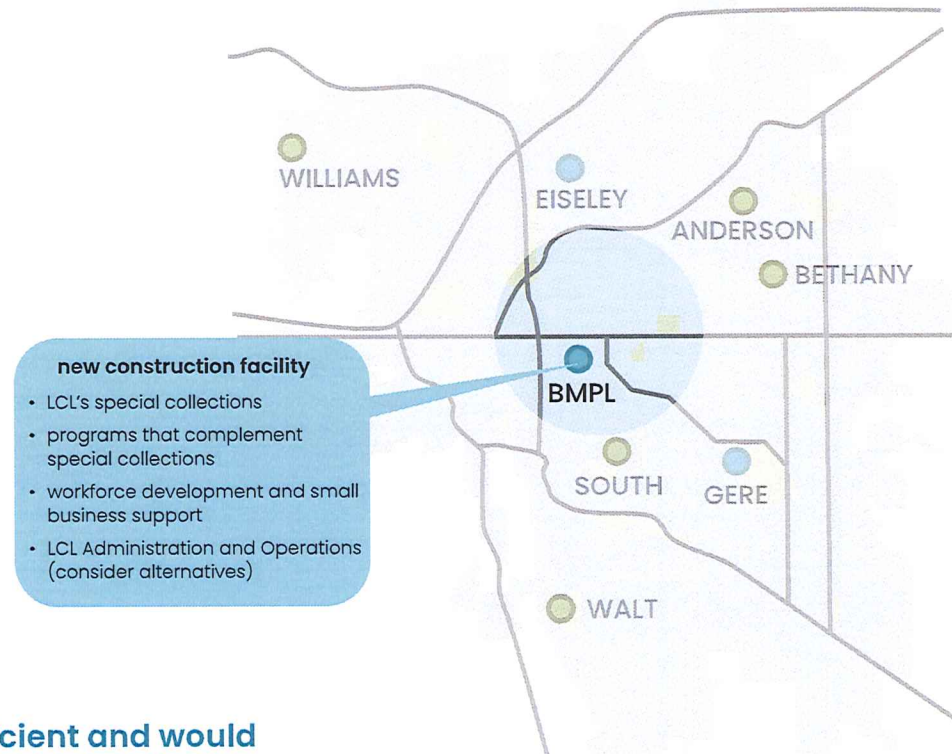 WILLIAMS
EISELEY
ANDERSON
BETHANY
new construction facility
• LCL's special collections
• programs that complement
special collections
• workforce development and small
business support
• LCL Administration and Operations
(consider alternatives)
BMPL
SOUTH
GERE
WALT
cient and would